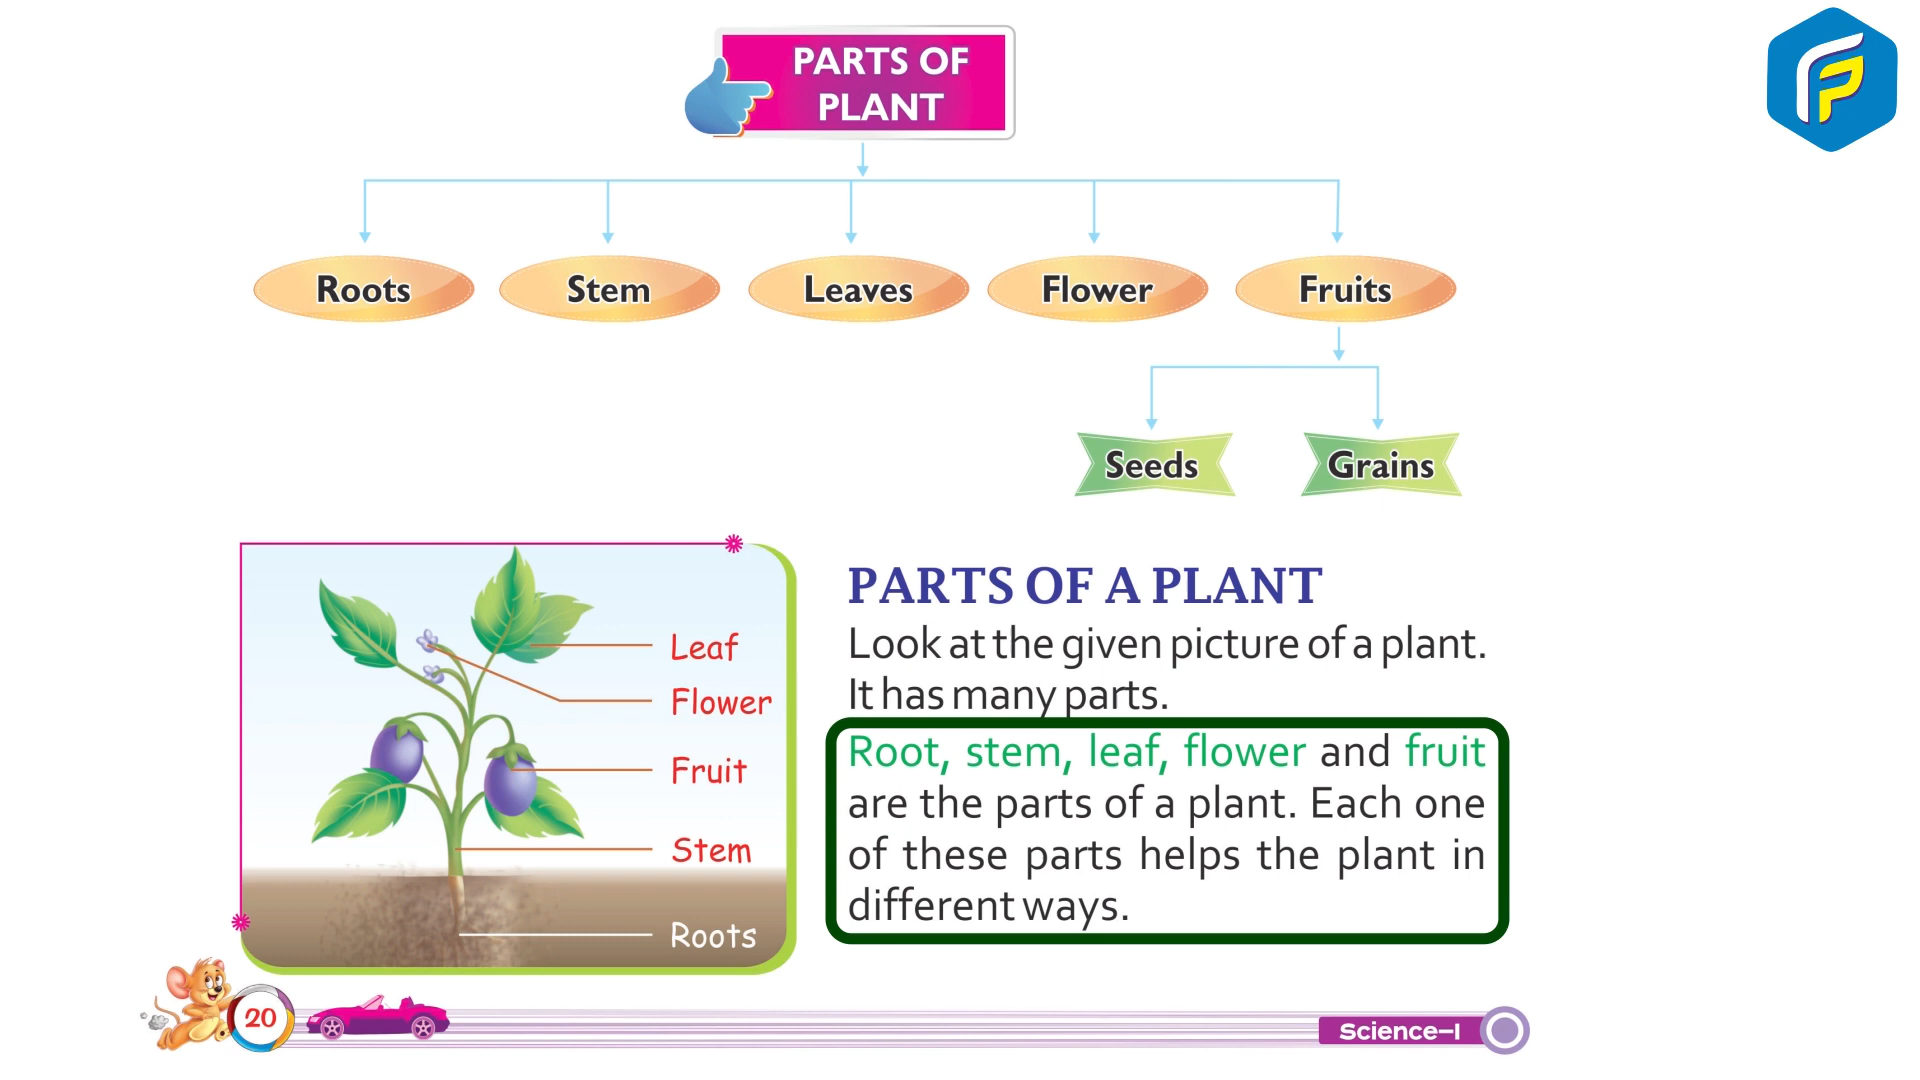 PARTS OF
PLANT
Roots
Stem
Leaves
Flower
Fruits
Seeds
Grains
Leaf
Flower
Fruit
Stem
Roots
PARTS OF A PLANT
Look at the given picture of a plant.
It has many parts.
Root, stem, leaf, flower and fruit
are the parts of a plant. Each one
of these parts helps the plant in
different ways.
20
Science–I